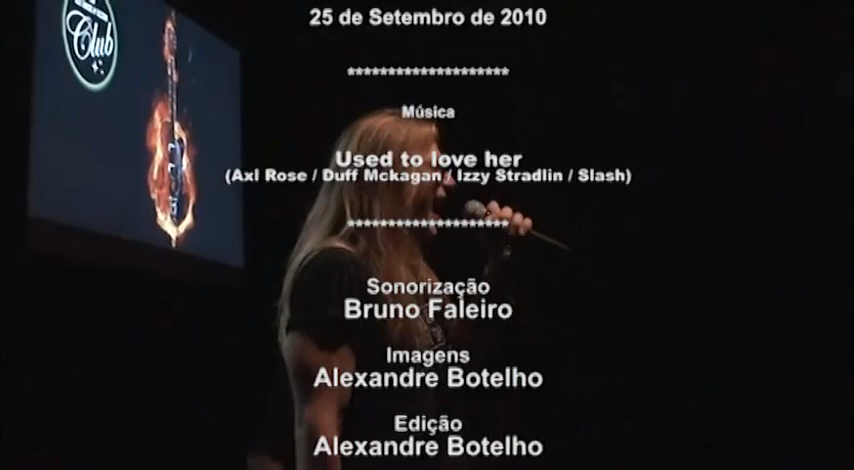 Club
25 de Setembro de 2010
********************
Música
Used to love her
(Axl Rose / Duff Mckagan / Izzy Stradlin / Slash)
********************
Sonorização
Bruno Faleiro
Imagens
Alexandre Botelho
Edição
Alexandre Botelho